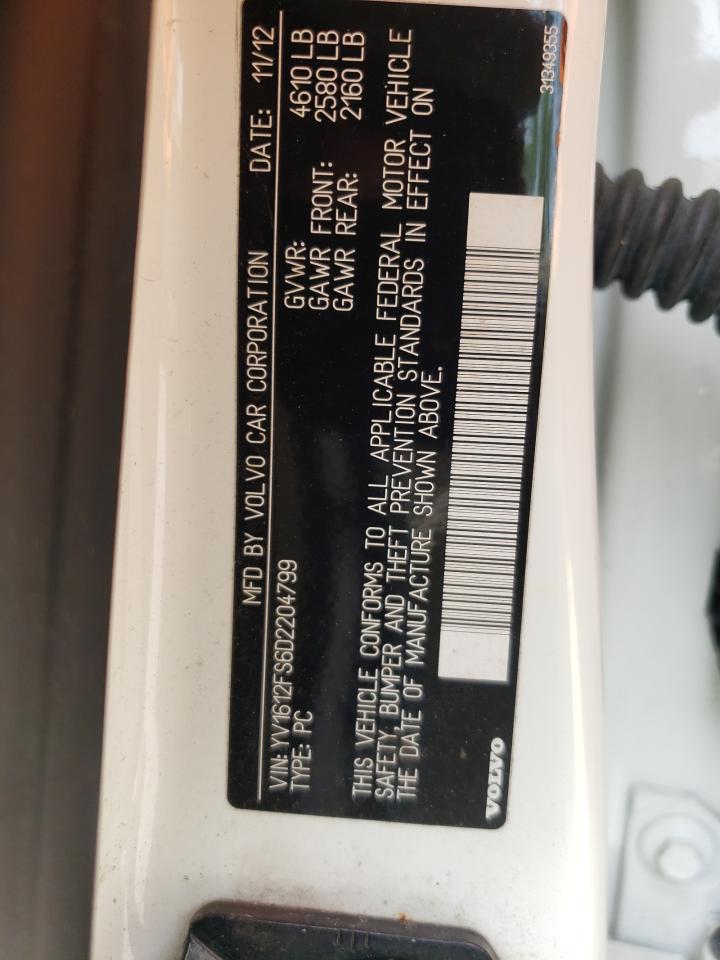 MFD BY VOLVO CAR CORPORATION DATE: 11/12
VIN: YV1612FS6D2204799 GVWR: 4610 LB
TYPE: PC GAWR FRONT: 2580 LB
GAWR REAR: 2160 LB
THIS VEHICLE CONFORMS TO ALL APPLICABLE FEDERAL MOTOR VEHICLE
SAFETY, BUMPER AND THEFT PREVENTION STANDARDS IN EFFECT ON
THE DATE OF MANUFACTURE SHOWN ABOVE.
VOLVO
31349355